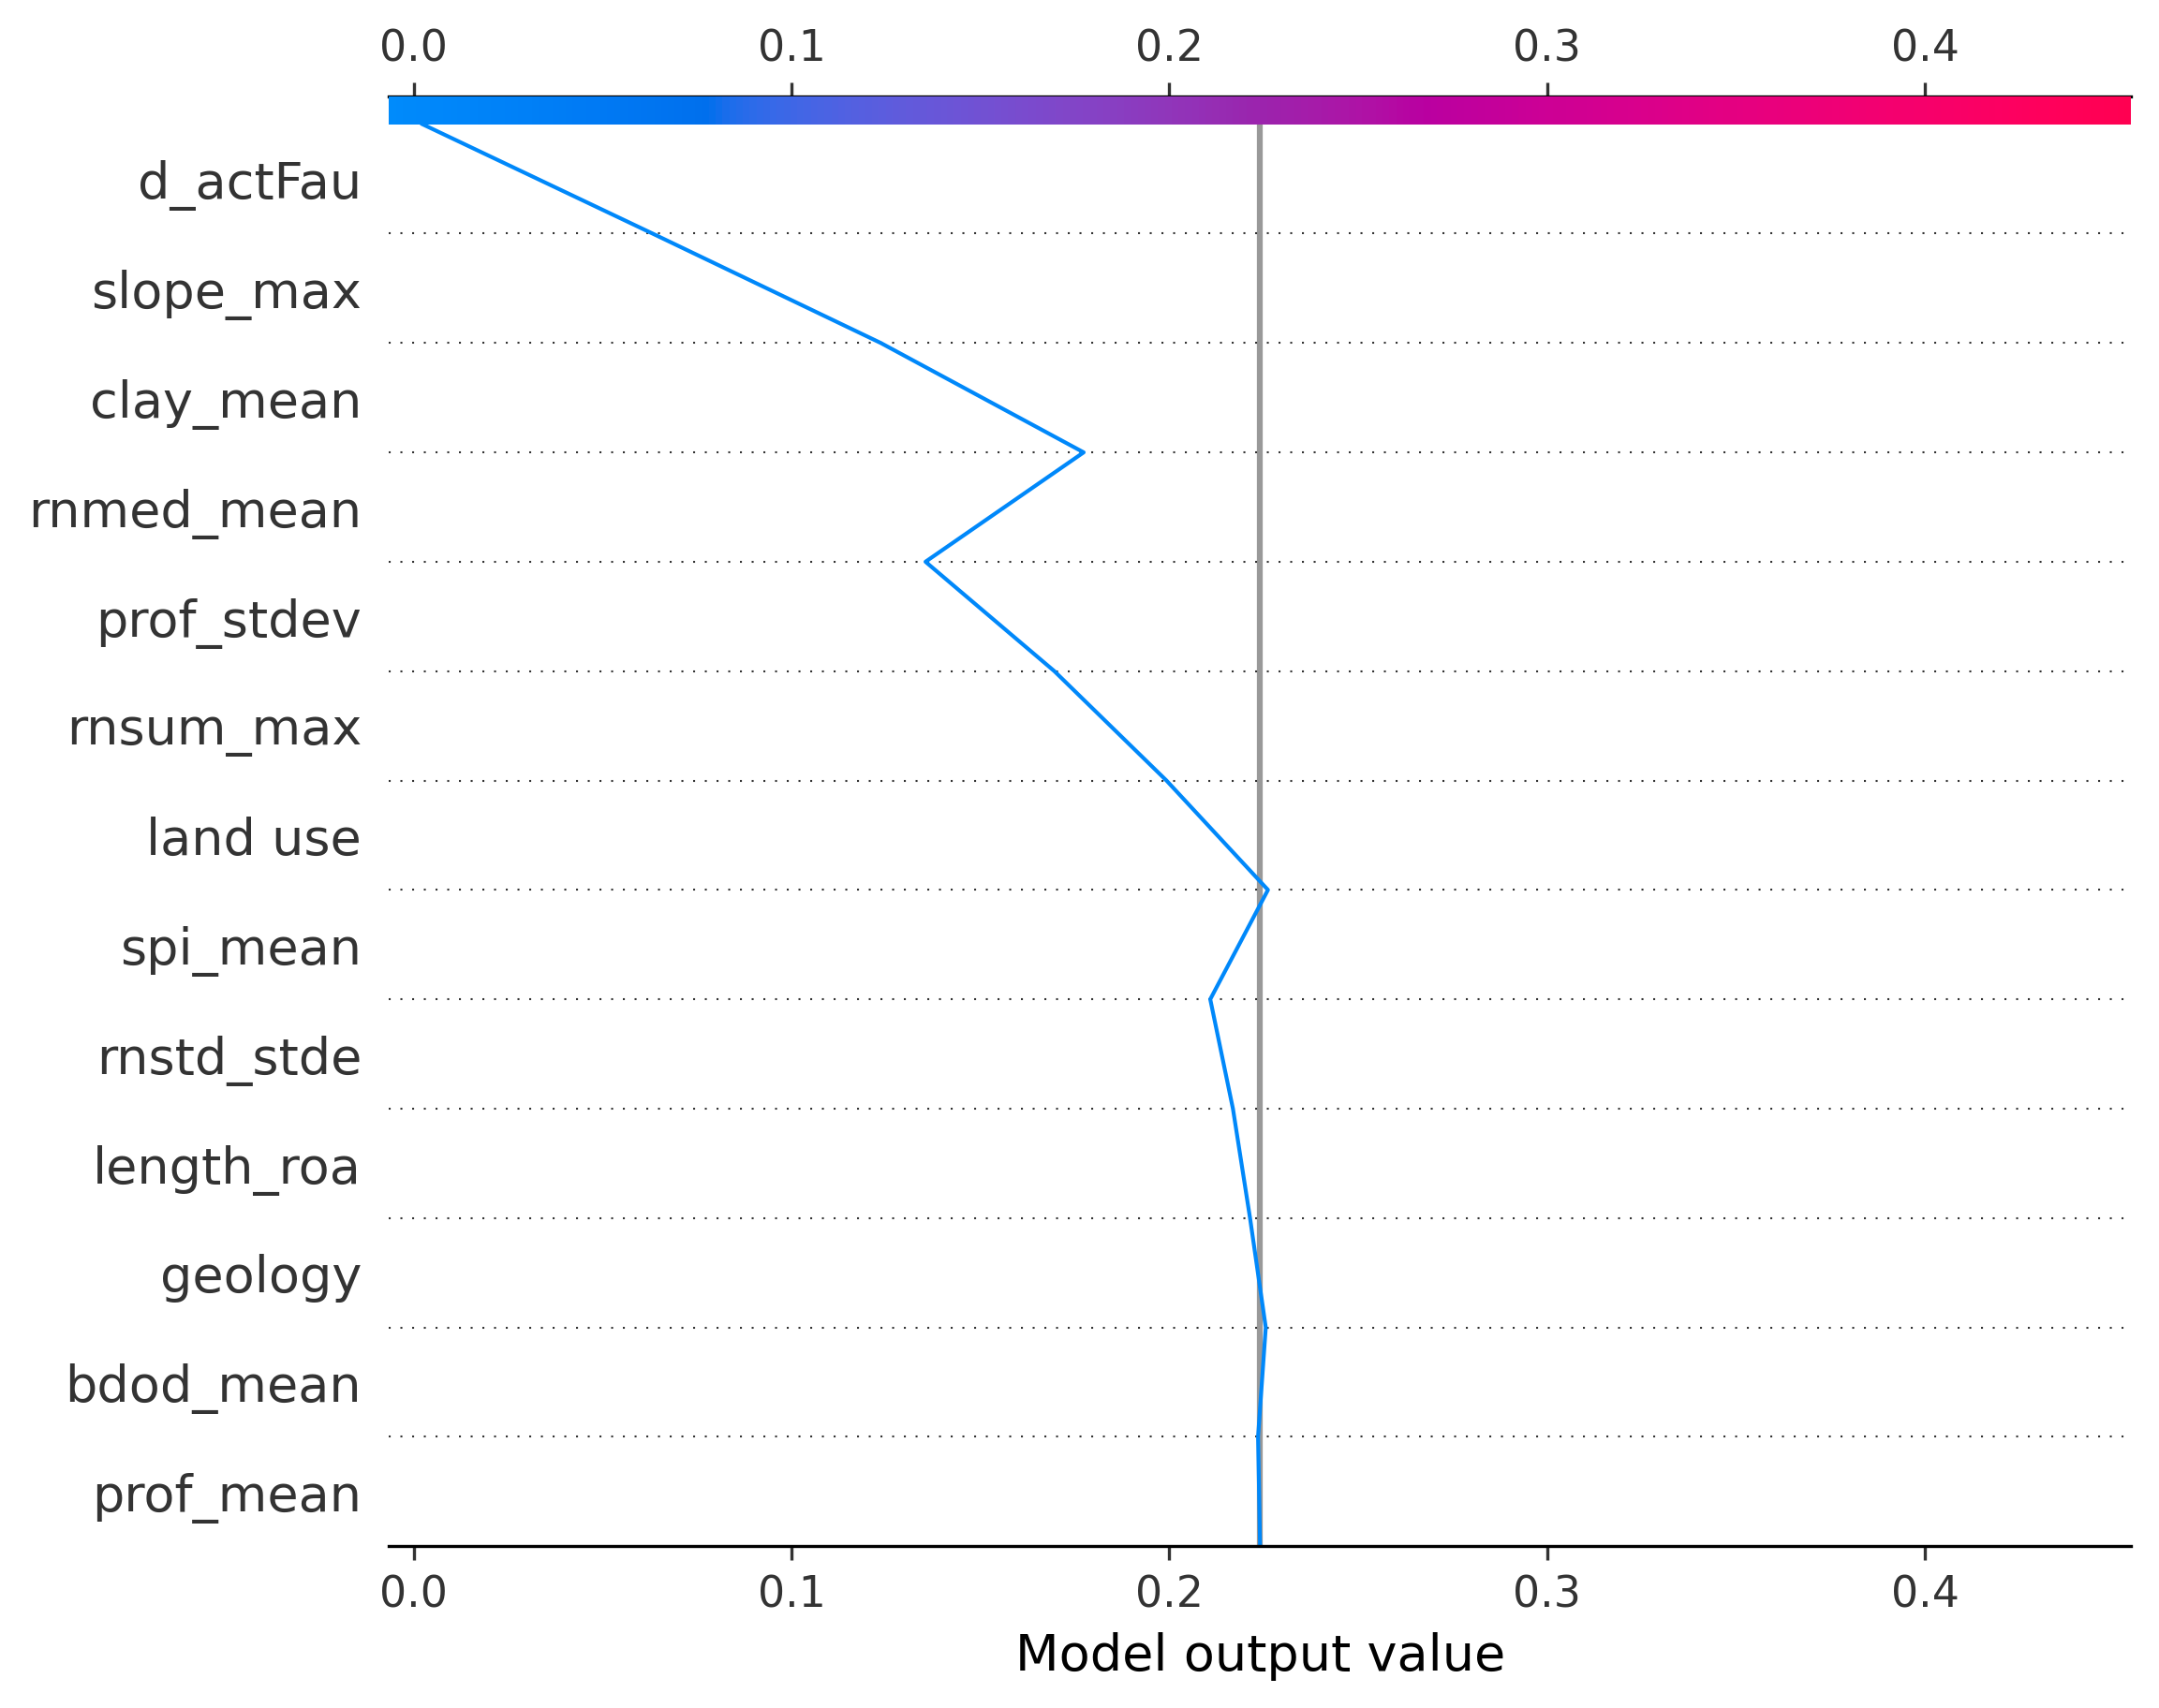 0.0 0.1 0.2 0.3 0.4
d_actFau
slope_max
clay_mean
rnmed_mean
prof_stdev
rnsum_max
land use
spi_mean
rnstd_stde
length_roa
geology
bdod_mean
prof_mean
0.0 0.1 0.2 0.3 0.4
Model output value